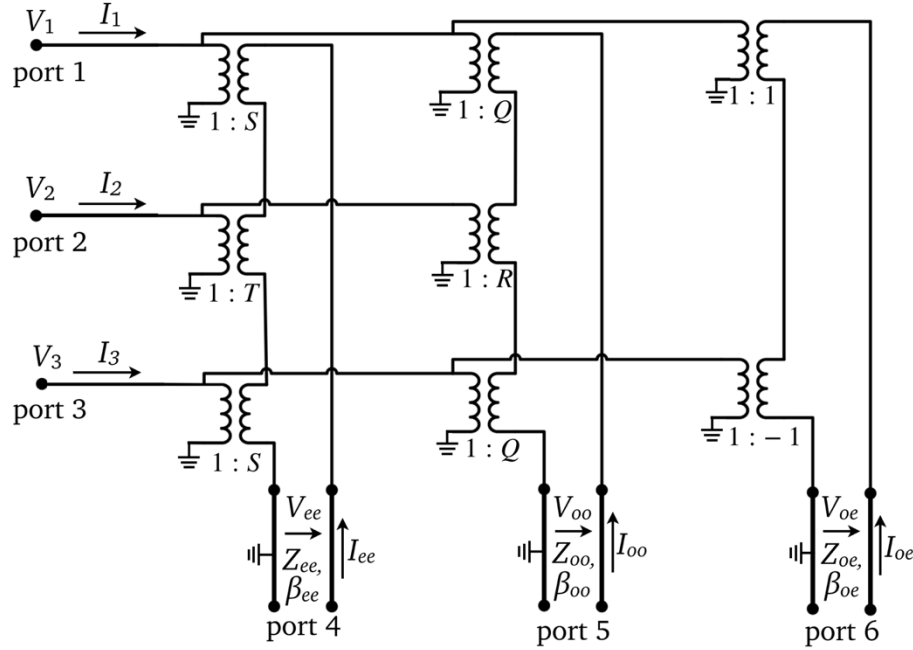 V1 I1
port 1
1 : S
1 : Q
1 : 1
V2 I2
port 2
1 : T
1 : R
V3 I3
port 3
1 : S
1 : Q
1 : - 1
Vee
Zee,
βee
Iee
port 4
Voo
Zoo,
βoo
Ioo
port 5
Voe
Zoe,
βoe
Ioe
port 6